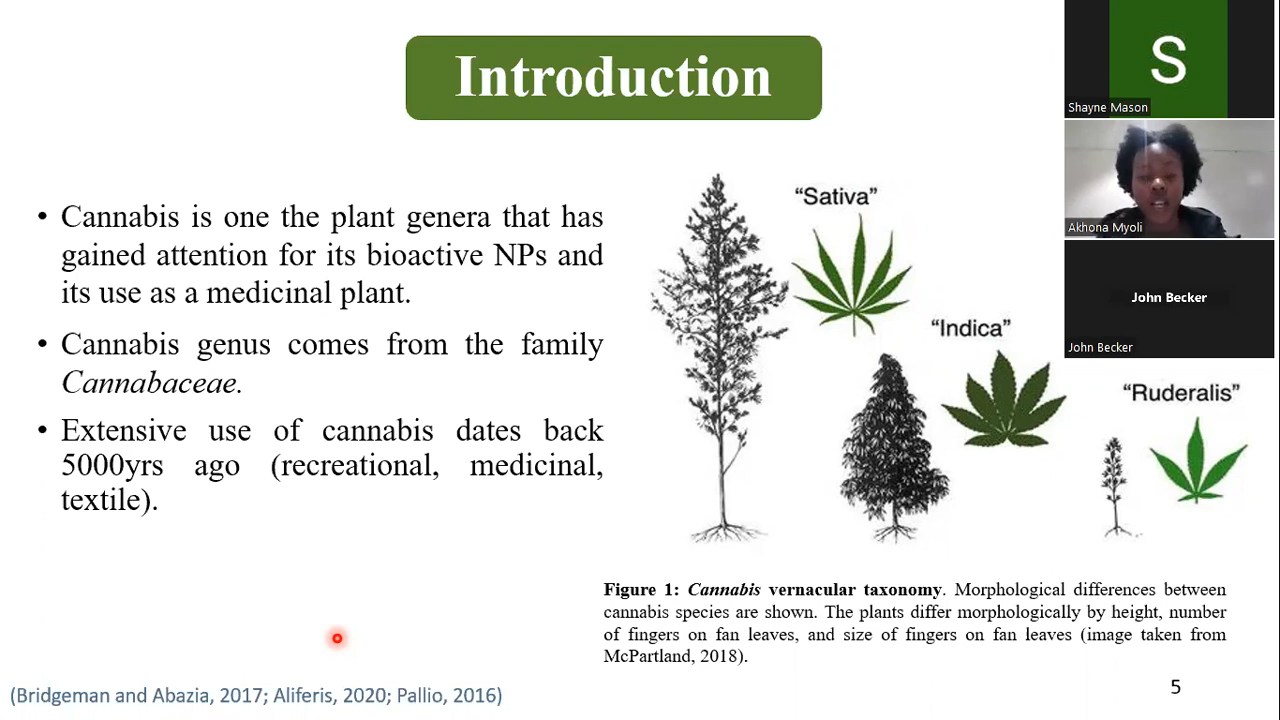 Introduction
• Cannabis is one the plant genera that has
gained attention for its bioactive NPs and
its use as a medicinal plant.
• Cannabis genus comes from the family
Cannabaceae.
• Extensive use of cannabis dates back
5000yrs ago (recreational, medicinal,
textile).
“Sativa”
“Indica”
“Ruderalis”
Figure 1: Cannabis vernacular taxonomy. Morphological differences between
cannabis species are shown. The plants differ morphologically by height, number
of fingers on fan leaves, and size of fingers on fan leaves (image taken from
McPartland, 2018).
(Bridgeman and Abazia, 2017; Aliferis, 2020; Pallio, 2016)
5
S
Shayne Mason
Akhona Myoli
John Becker
John Becker